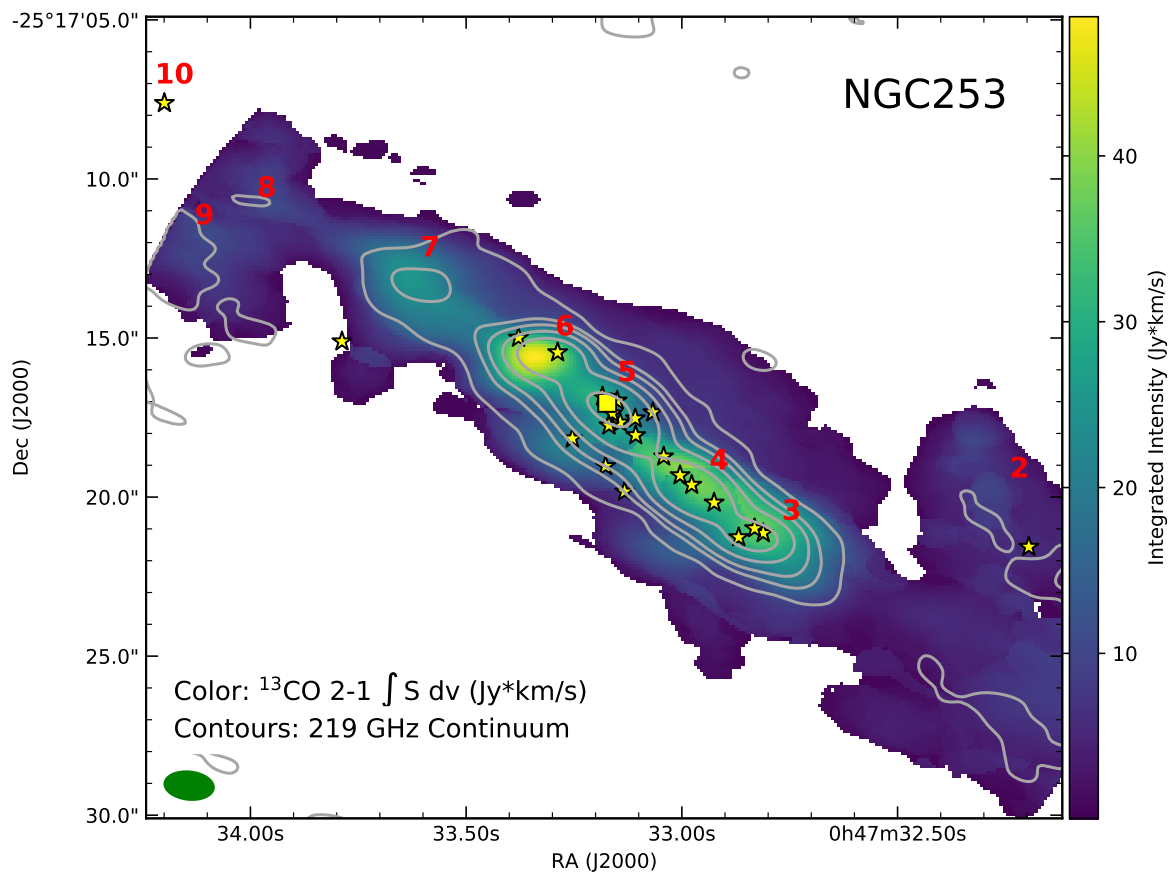 -25°17'05.0"
10.0"
15.0"
20.0"
25.0"
30.0"
Dec (J2000)
34.00s
33.50s
33.00s
0h47m32.50s
RA (J2000)
NGC253
10
9
8
7
6
5
4
3
2
Color: ¹³CO 2-1 ∫ S dv (Jy*km/s)
Contours: 219 GHz Continuum
40
30
20
10
Integrated Intensity (Jy*km/s)